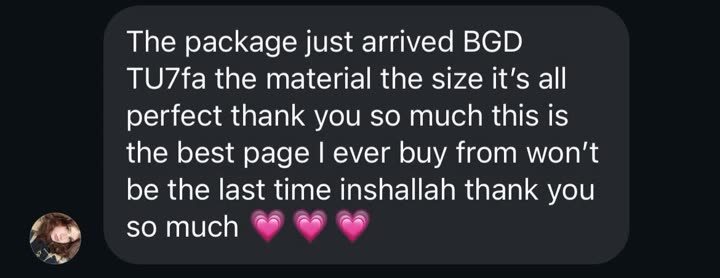 The package just arrived BGD
TU7fa the material the size it’s all
perfect thank you so much this is
the best page I ever buy from won’t
be the last time inshallah thank you
so much 💗 💗 💗